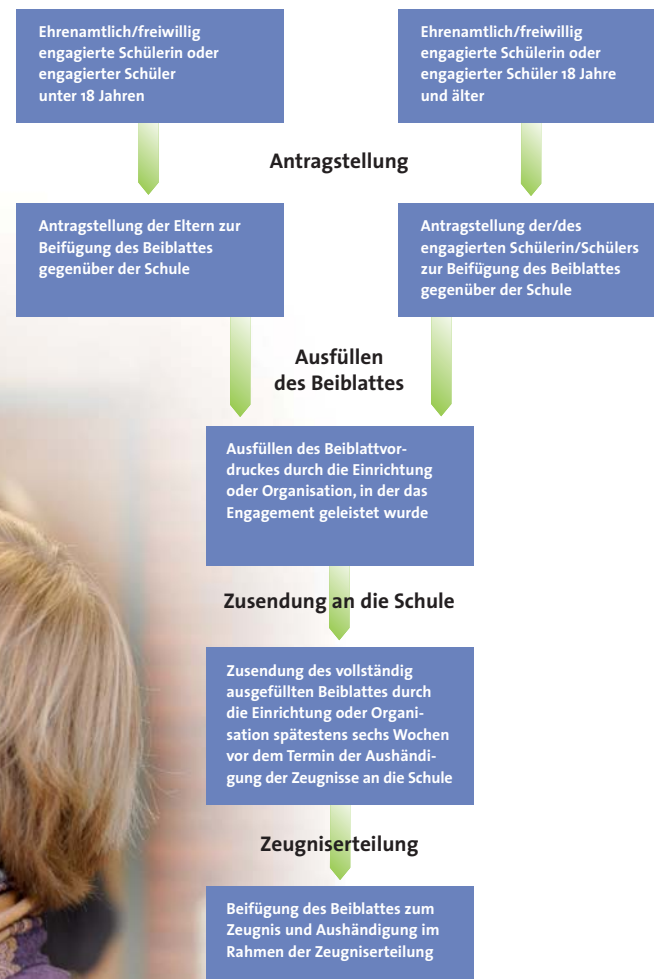 Ehrenamtlich/freiwillig
engagierte Schülerin oder
engagierter Schüler
unter 18 Jahren
Ehrenamtlich/freiwillig
engagierte Schülerin oder
engagierter Schüler 18 Jahre
und älter
Antragstellung
Antragstellung der Eltern zur
Beifügung des Beiblattes
gegenüber der Schule
Antragstellung der/des
engagierten Schülerin/Schülers
zur Beifügung des Beiblattes
gegenüber der Schule
Ausfüllen
des Beiblattes
Ausfüllen des Beiblattvor-
druckes durch die Einrichtung
oder Organisation, in der das
Engagement geleistet wurde
Zusendung an die Schule
Zusendung des vollständig
ausgefüllten Beiblattes durch
die Einrichtung oder Organi-
sation spätestens sechs Wochen
vor dem Termin der Aushändi-
gung der Zeugnisse an die Schule
Zeugniserteilung
Beifügung des Beiblattes zum
Zeugnis und Aushändigung im
Rahmen der Zeugniserteilung